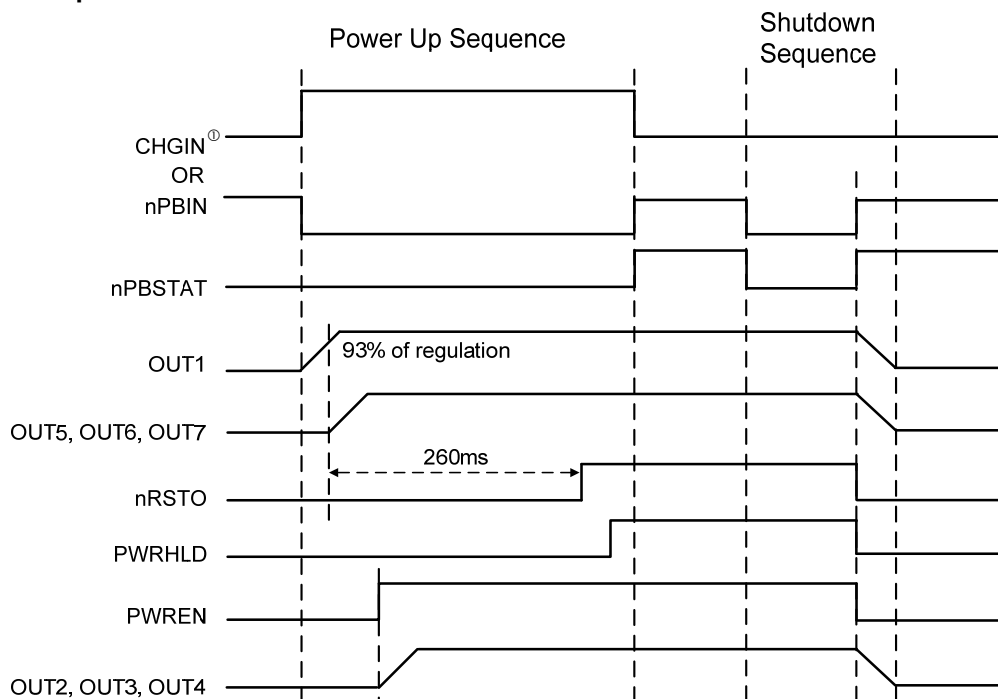 Power Up Sequence
Shutdown
Sequence
CHGIN①
OR
nPBIN
nPBSTAT
93% of regulation
OUT1
OUT5, OUT6, OUT7
260ms
nRSTO
PWRHLD
PWREN
OUT2, OUT3, OUT4